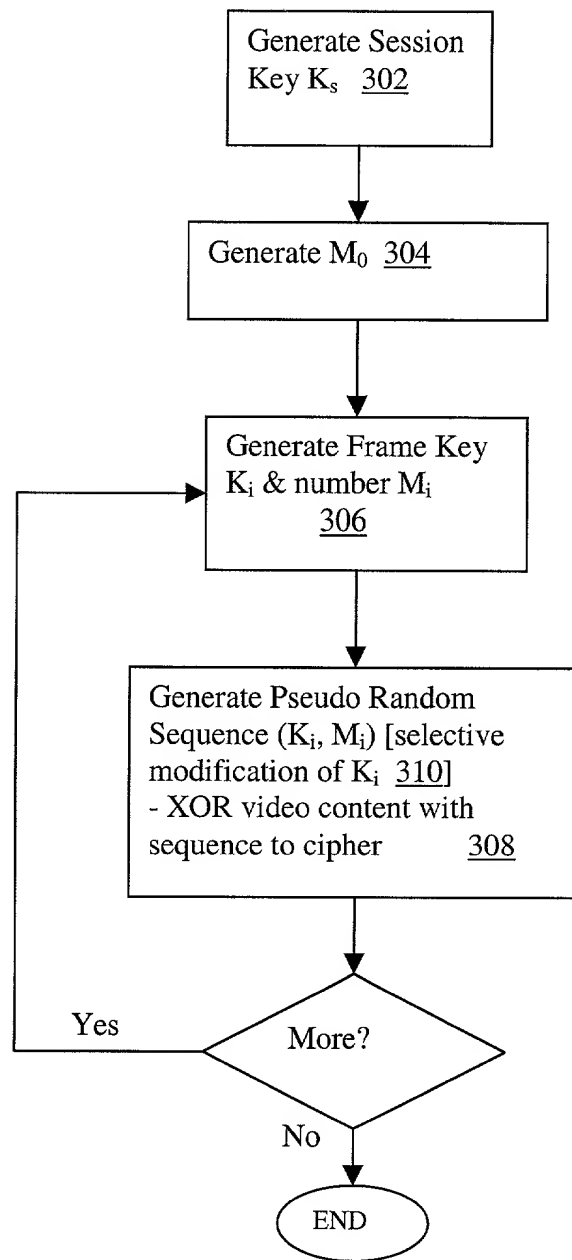 Generate Session
Key Kₛ 302
Generate M₀ 304
Generate Frame Key
Kᵢ & number Mᵢ
306
Generate Pseudo Random
Sequence (Kᵢ, Mᵢ) [selective
modification of Kᵢ 310]
- XOR video content with
sequence to cipher 308
Yes
More?
No
END